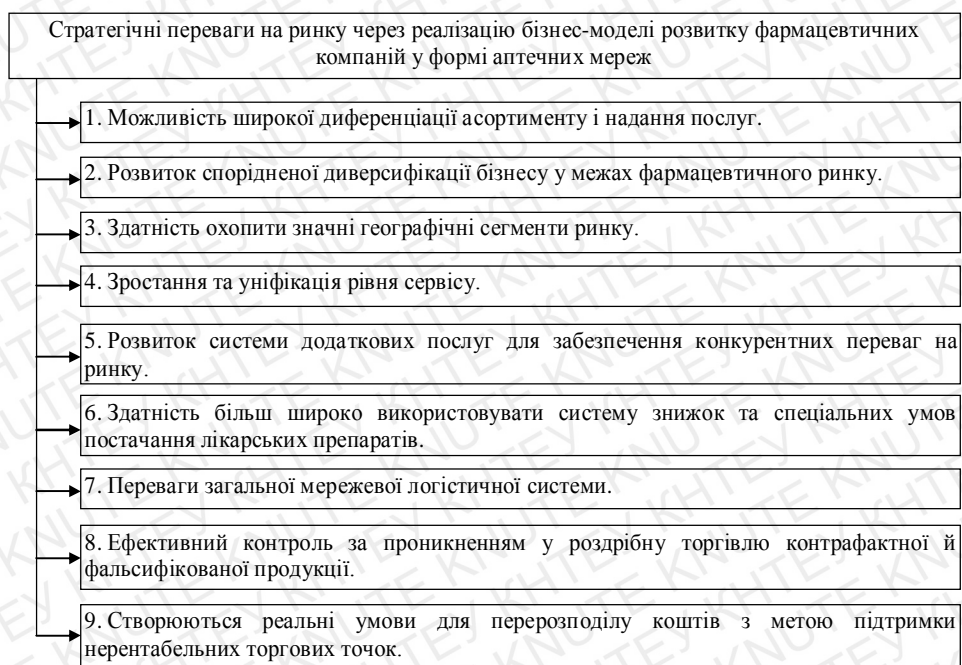 Стратегічні переваги на ринку через реалізацію бізнес-моделі розвитку фармацевтичних
компаній у формі аптечних мереж
1. Можливість широкої диференціації асортименту і надання послуг.
2. Розвиток спорідненої диверсифікації бізнесу у межах фармацевтичного ринку.
3. Здатність охопити значні географічні сегменти ринку.
4. Зростання та уніфікація рівня сервісу.
5. Розвиток системи додаткових послуг для забезпечення конкурентних переваг на
ринку.
6. Здатність більш широко використовувати систему знижок та спеціальних умов
постачання лікарських препаратів.
7. Переваги загальної мережевої логістичної системи.
8. Ефективний контроль за проникненням у роздрібну торгівлю контрафактної й
фальсифікованої продукції.
9. Створюються реальні умови для перерозподілу коштів з метою підтримки
нерентабельних торгових точок.